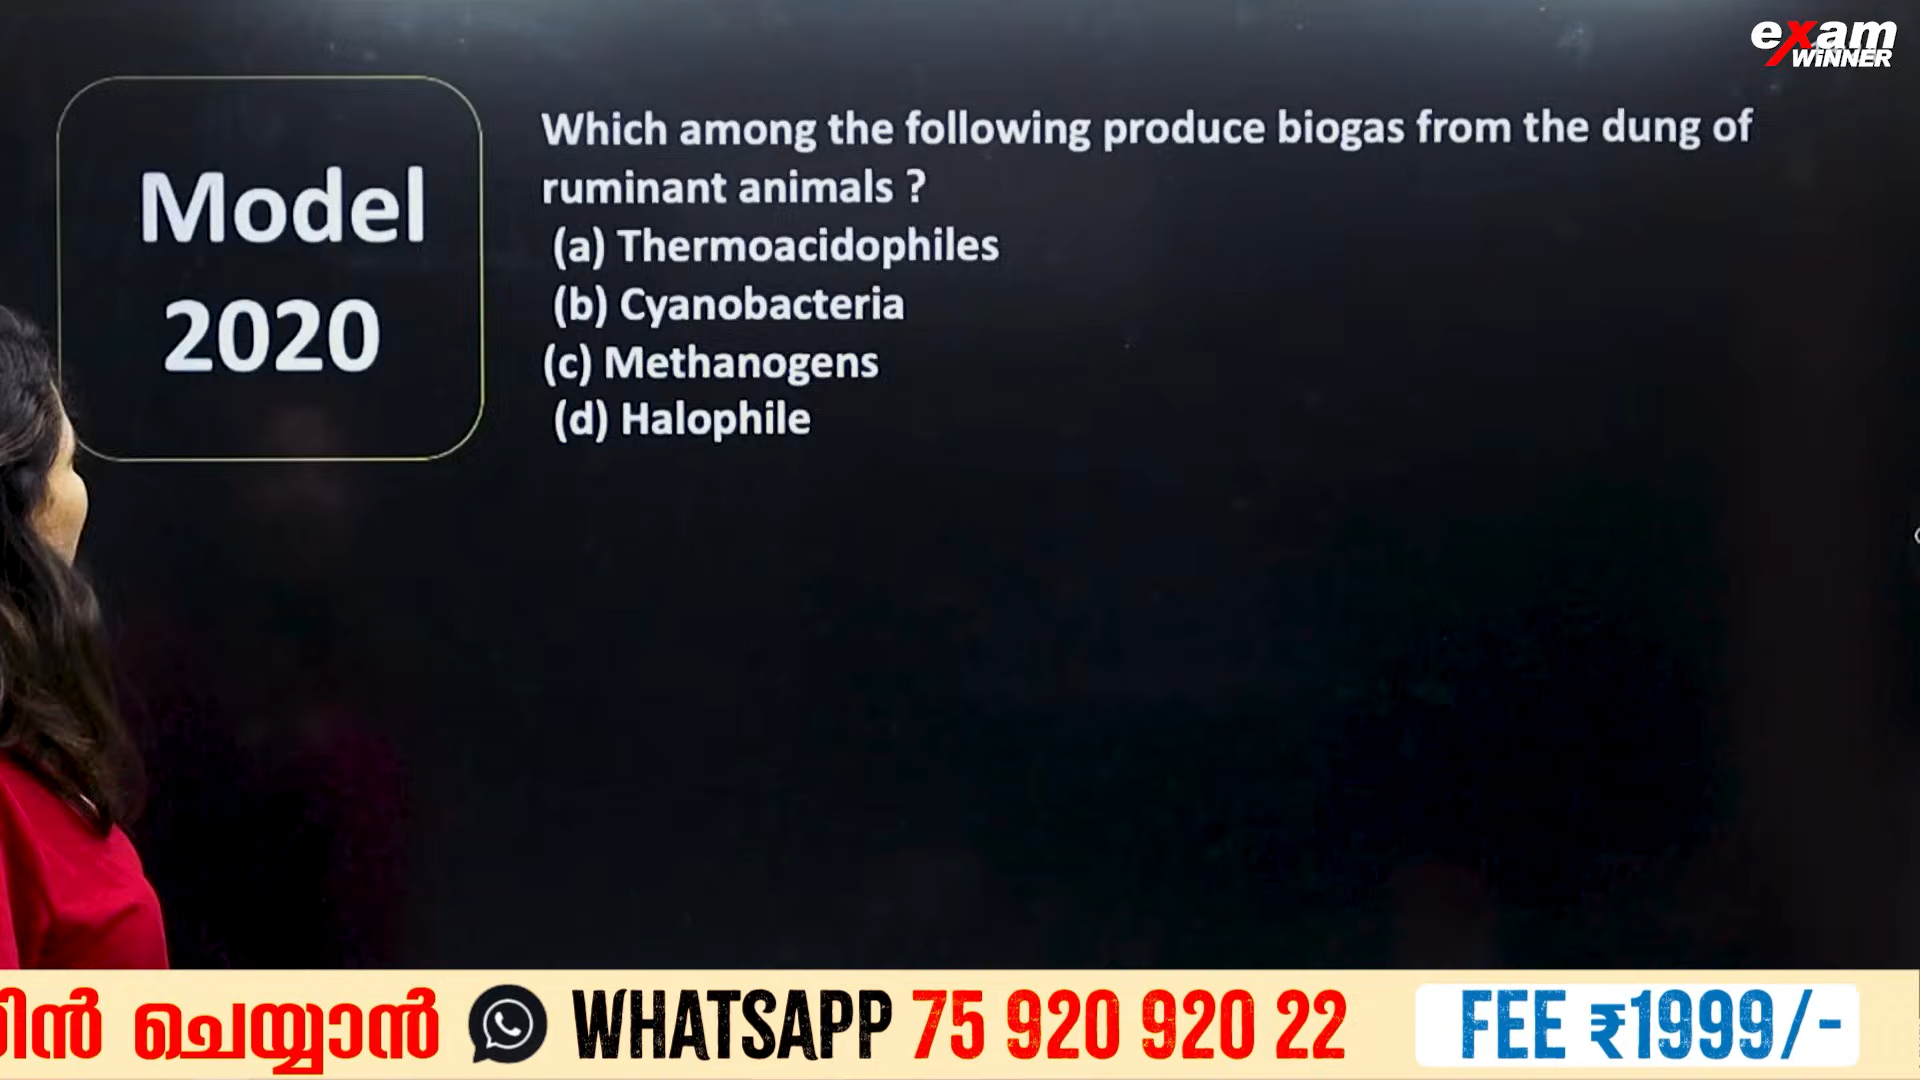 exam
WiNNER
Model
2020
Which among the following produce biogas from the dung of
ruminant animals ?
(a) Thermoacidophiles
(b) Cyanobacteria
(c) Methanogens
(d) Halophile
ചെയ്യാൻ WHATSAPP 75 920 920 22 FEE ₹1999/-